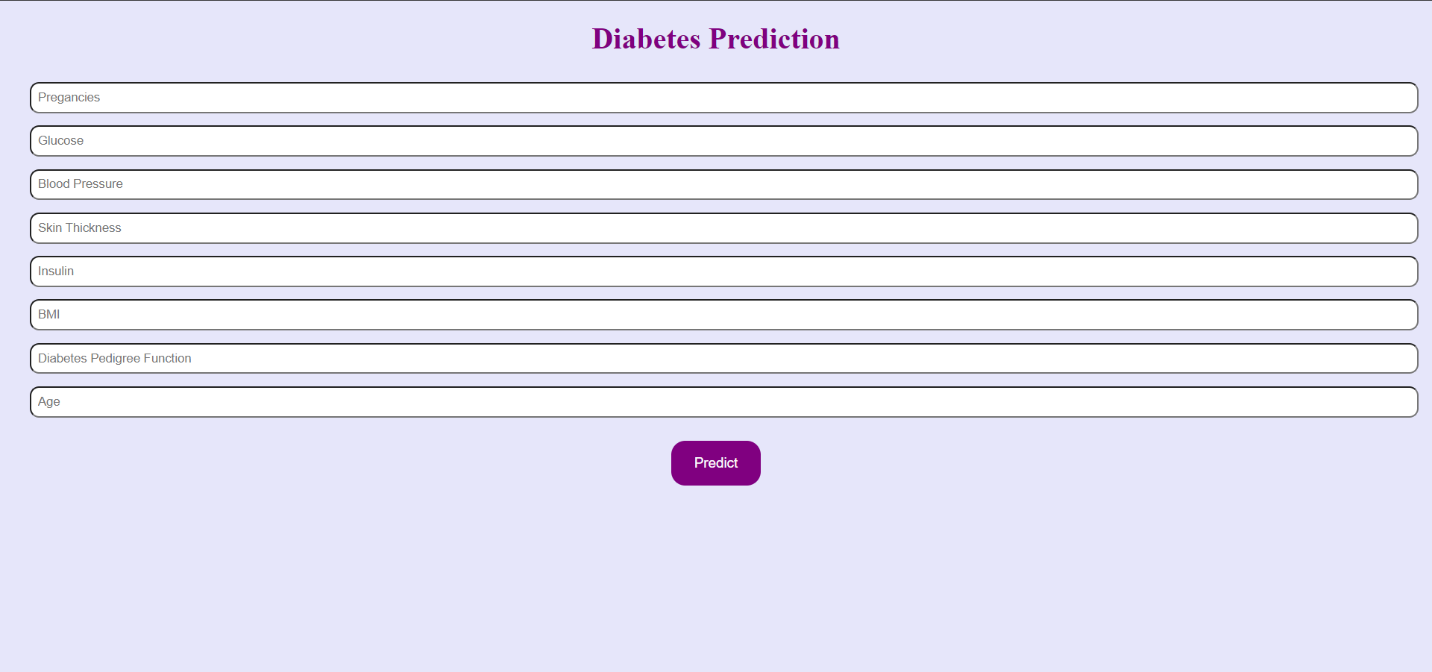 Diabetes Prediction
Pregancies
Glucose
Blood Pressure
Skin Thickness
Insulin
BMI
Diabetes Pedigree Function
Age
Predict